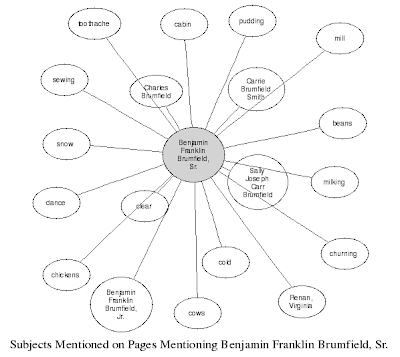 toothache
cabin
pudding
mill
sewing
Charles
Brumfield
Carrie
Brumfield
Smith
beans
snow
Benjamin
Franklin
Brumfield,
Sr.
Sally
Joseph
Carr
Brumfield
milking
dance
clear
churning
chickens
cold
Benjamin
Franklin
Brumfield,
Jr.
cows
Renan,
Virginia
Subjects Mentioned on Pages Mentioning Benjamin Franklin Brumfield, Sr.